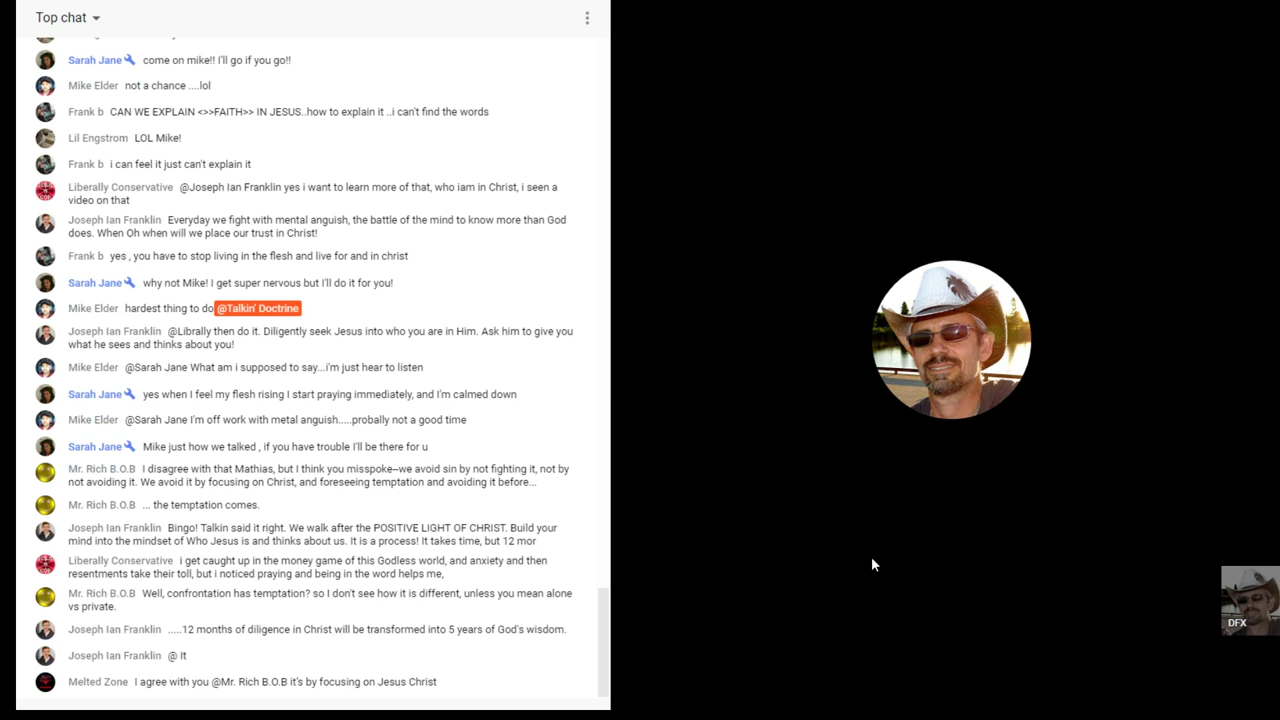 Top chat
Sarah Jane come on mike!! I'll go if you go!!
Mike Elder not a chance ....lol
Frank b CAN WE EXPLAIN <>>FAITH>> IN JESUS..how to explain it ..i can't find the words
Lil Engstrom LOL Mike!
Frank b i can feel it just can't explain it
Liberally Conservative @Joseph Ian Franklin yes i want to learn more of that, who iam in Christ, i seen a
video on that
Joseph Ian Franklin Everyday we fight with mental anguish, the battle of the mind to know more than God
does. When Oh when will we place our trust in Christ!
Frank b yes , you have to stop living in the flesh and live for and in christ
Sarah Jane why not Mike! I get super nervous but I'll do it for you!
Mike Elder hardest thing to do @Talkin' Doctrine
Joseph Ian Franklin @Librally then do it. Diligently seek Jesus into who you are in Him. Ask him to give you
what he sees and thinks about you!
Mike Elder @Sarah Jane What am i supposed to say...i'm just hear to listen
Sarah Jane yes when I feel my flesh rising I start praying immediately, and I'm calmed down
Mike Elder @Sarah Jane I'm off work with metal anguish.....probally not a good time
Sarah Jane Mike just how we talked , if you have trouble I'll be there for u
Mr. Rich B.O.B I disagree with that Mathias, but I think you misspoke--we avoid sin by not fighting it, not by
not avoiding it. We avoid it by focusing on Christ, and foreseeing temptation and avoiding it before...
Mr. Rich B.O.B ... the temptation comes.
Joseph Ian Franklin Bingo! Talkin said it right. We walk after the POSITIVE LIGHT OF CHRIST. Build your
mind into the mindset of Who Jesus is and thinks about us. It is a process! It takes time, but 12 mor
Liberally Conservative i get caught up in the money game of this Godless world, and anxiety and then
resentments take their toll, but i noticed praying and being in the word helps me,
Mr. Rich B.O.B Well, confrontation has temptation? so I don't see how it is different, unless you mean alone
vs private.
Joseph Ian Franklin .....12 months of diligence in Christ will be transformed into 5 years of God's wisdom.
Joseph Ian Franklin @ It
Melted Zone I agree with you @Mr. Rich B.O.B it's by focusing on Jesus Christ
DFX